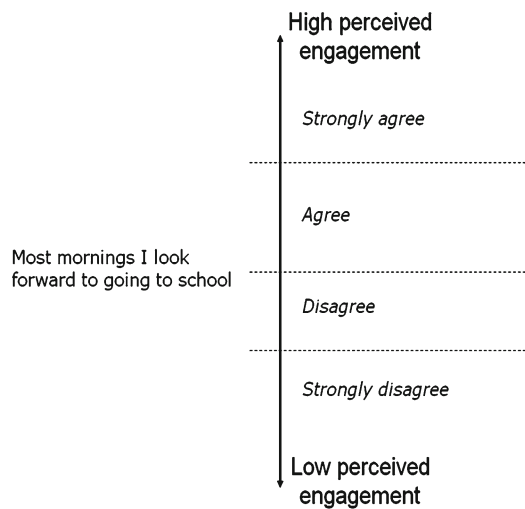 High perceived
engagement
Strongly agree
Agree
Most mornings I look
forward to going to school
Disagree
Strongly disagree
Low perceived
engagement